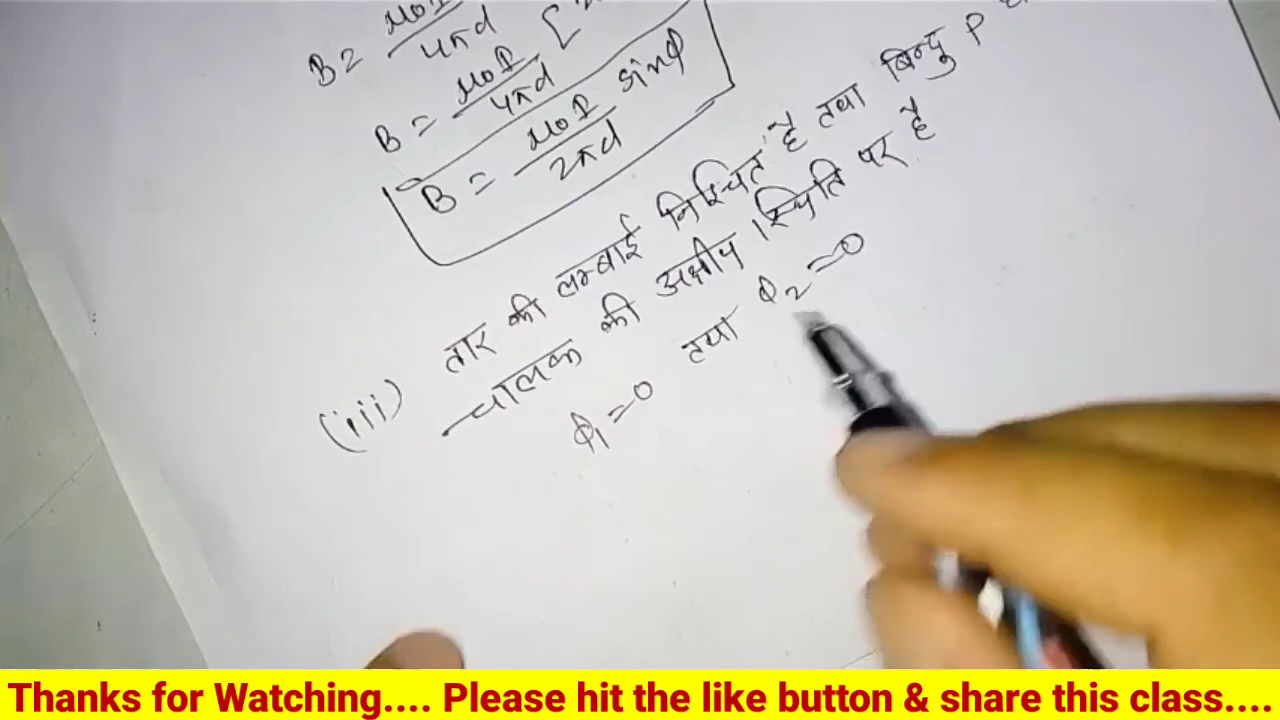 B = μ₀I/4πd
B = μ₀I/4πd [
B = μ₀I/2πd sinφ
(iii) तार की लम्बाई निश्चित है तथा बिन्दु P
चालक की अक्षीय स्थिति पर है
φ₁=0 तथा φ₂=0
Thanks for Watching.... Please hit the like button & share this class....